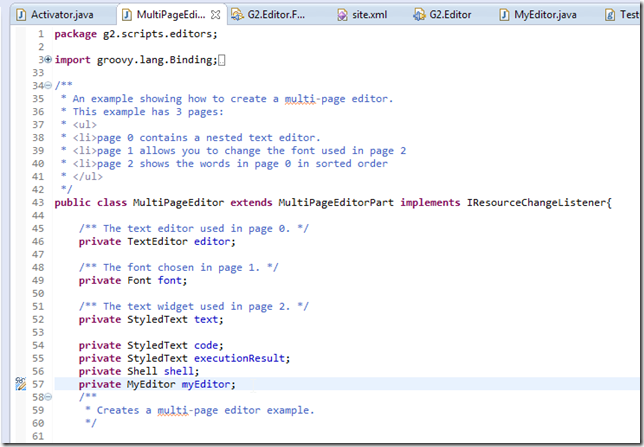 Activator.java
MultiPageEdi...
G2.Editor.F...
site.xml
G2.Editor
MyEditor.java
Test
1 package g2.scripts.editors;
2
3 import groovy.lang.Binding;
33
34 /**
35 * An example showing how to create a multi-page editor.
36 * This example has 3 pages:
37 * <ul>
38 * <li>page 0 contains a nested text editor.
39 * <li>page 1 allows you to change the font used in page 2
40 * <li>page 2 shows the words in page 0 in sorted order
41 * </ul>
42 */
43 public class MultiPageEditor extends MultiPageEditorPart implements IResourceChangeListener{
44
45 /** The text editor used in page 0. */
46 private TextEditor editor;
47
48 /** The font chosen in page 1. */
49 private Font font;
50
51 /** The text widget used in page 2. */
52 private StyledText text;
53
54 private StyledText code;
55 private StyledText executionResult;
56 private Shell shell;
57 private MyEditor myEditor;
58 /**
59 * Creates a multi-page editor example.
60 */
61